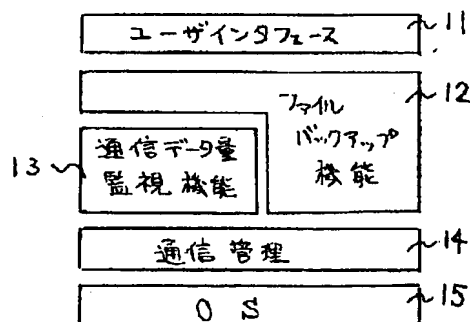 ユーザインタフェース
11
ファイル
バックアップ
機能
12
通信データ量
監視機能
13
通信管理
14
OS
15